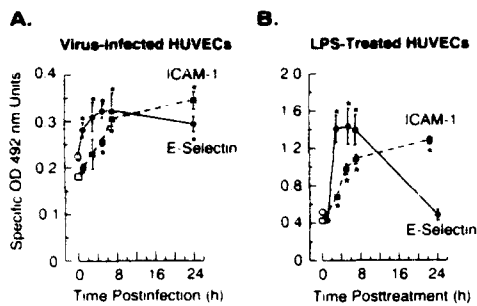 A.
Virus-Infected HUVECs
Specific OD 492 nm Units
0.4
0.3
0.2
0.1
0
ICAM-1
E-Selectin
0 8 16 24
Time Postinfection (h)
B.
LPS-Treated HUVECs
2.0
1.6
1.2
0.8
0.4
0
ICAM-1
E-Selectin
0 8 16 24
Time Posttreatment (h)